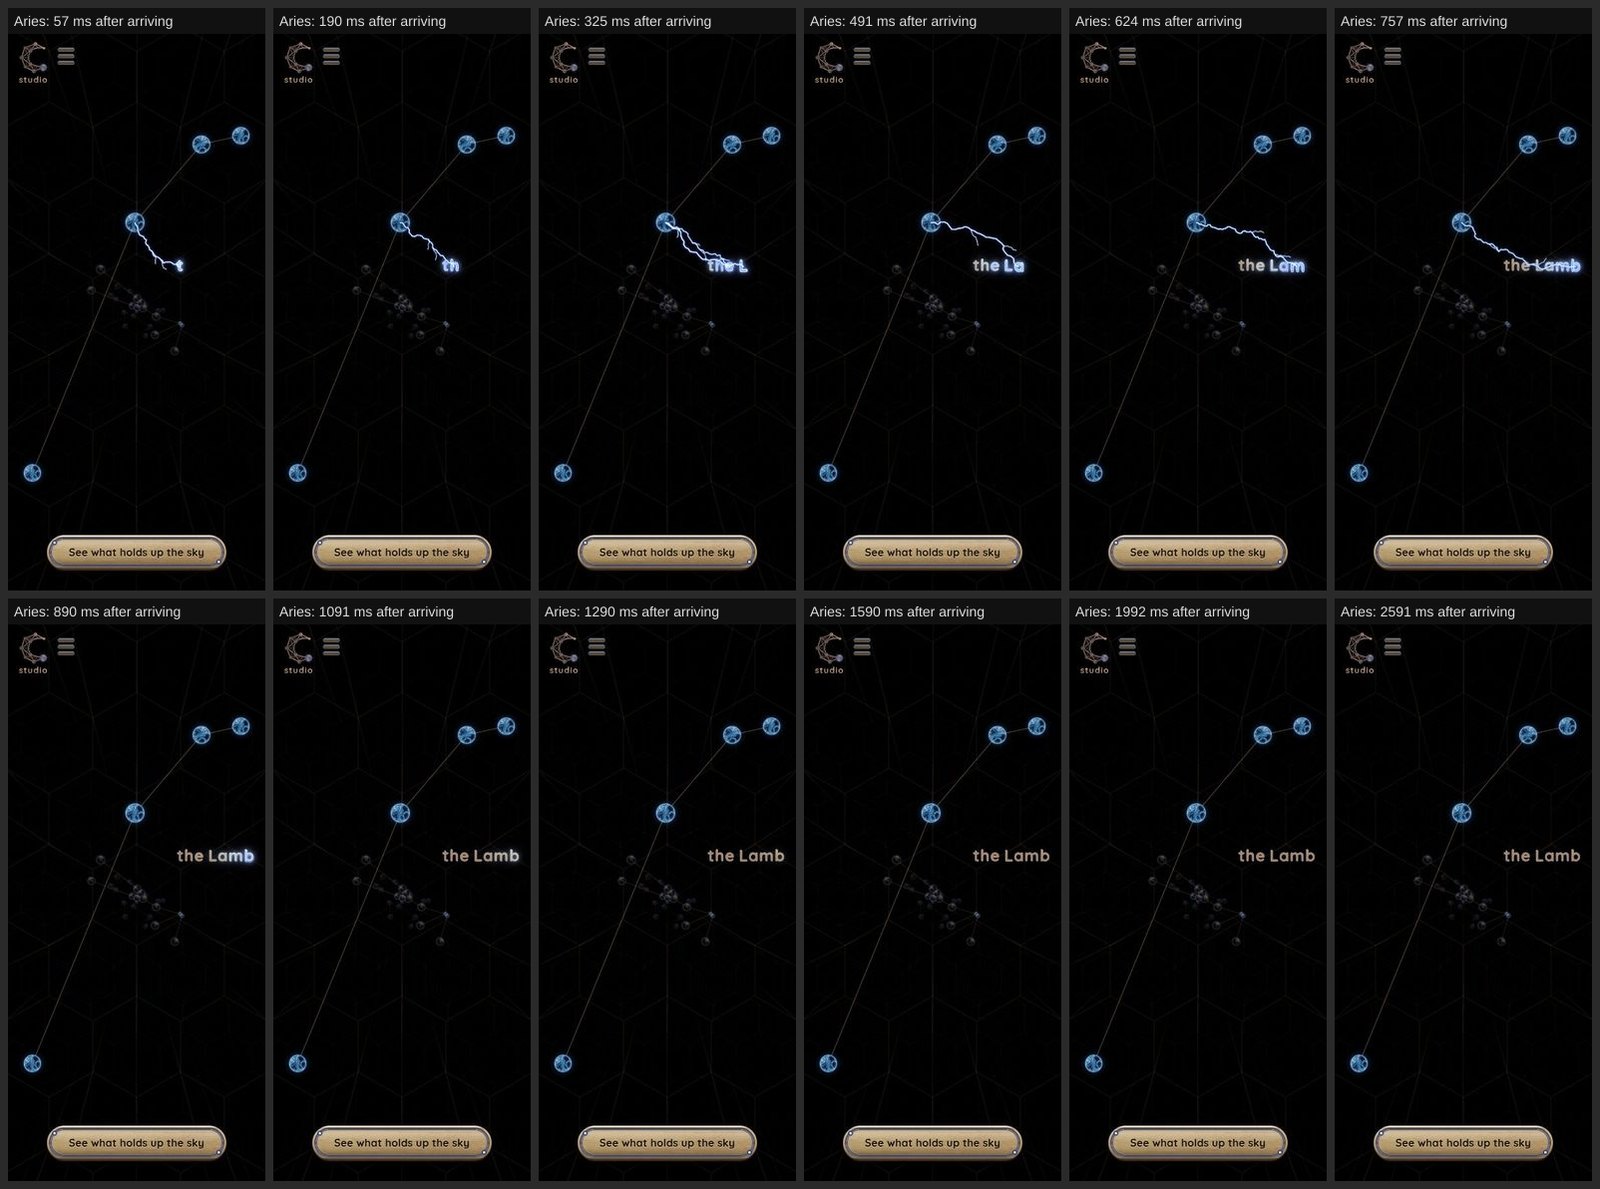 Aries: 57 ms after arriving
studio
t
See what holds up the sky
Aries: 190 ms after arriving
studio
th
See what holds up the sky
Aries: 325 ms after arriving
studio
the L
See what holds up the sky
Aries: 491 ms after arriving
studio
the La
See what holds up the sky
Aries: 624 ms after arriving
studio
the Lam
See what holds up the sky
Aries: 757 ms after arriving
studio
the Lamb
See what holds up the sky
Aries: 890 ms after arriving
studio
the Lamb
See what holds up the sky
Aries: 1091 ms after arriving
studio
the Lamb
See what holds up the sky
Aries: 1290 ms after arriving
studio
the Lamb
See what holds up the sky
Aries: 1590 ms after arriving
studio
the Lamb
See what holds up the sky
Aries: 1992 ms after arriving
studio
the Lamb
See what holds up the sky
Aries: 2591 ms after arriving
studio
the Lamb
See what holds up the sky